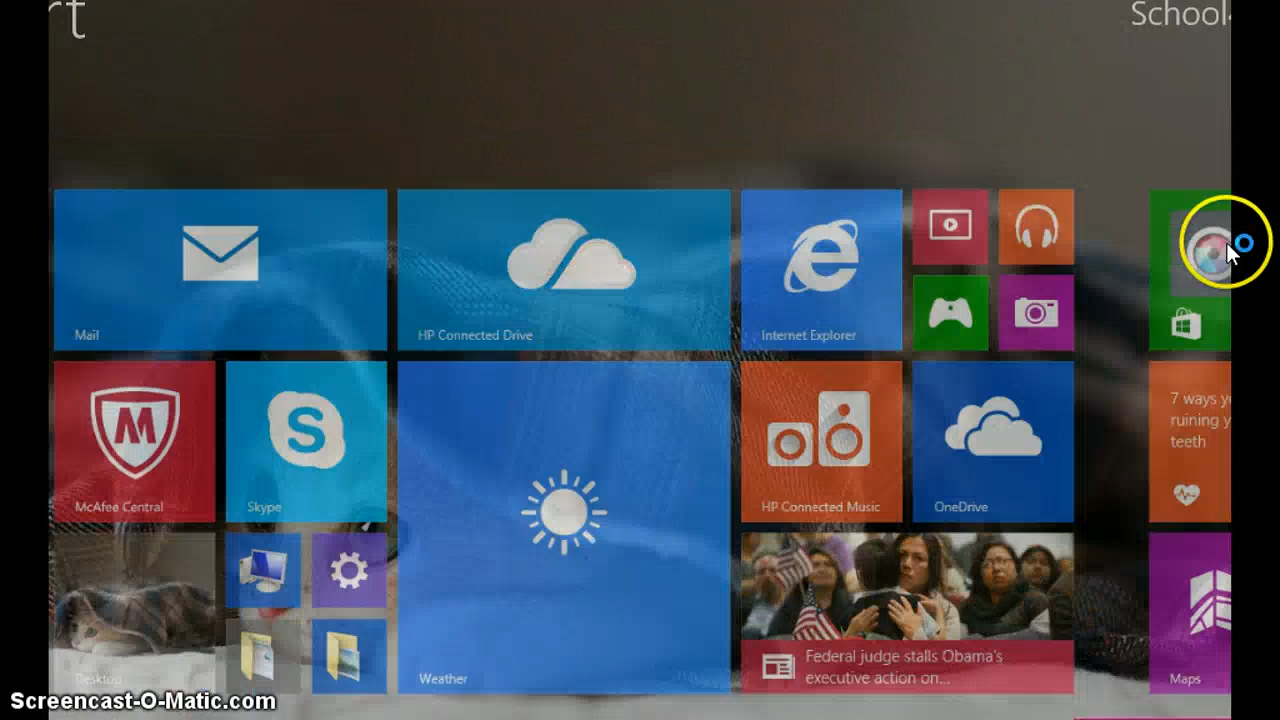 School
Mail
HP Connected Drive
Internet Explorer
7 ways
ruining
teeth
McAfee Central
Skype
HP Connected Music
OneDrive
Federal judge stalls Obama's
executive action on...
Desktop
Weather
Maps
Screencast-O-Matic.com